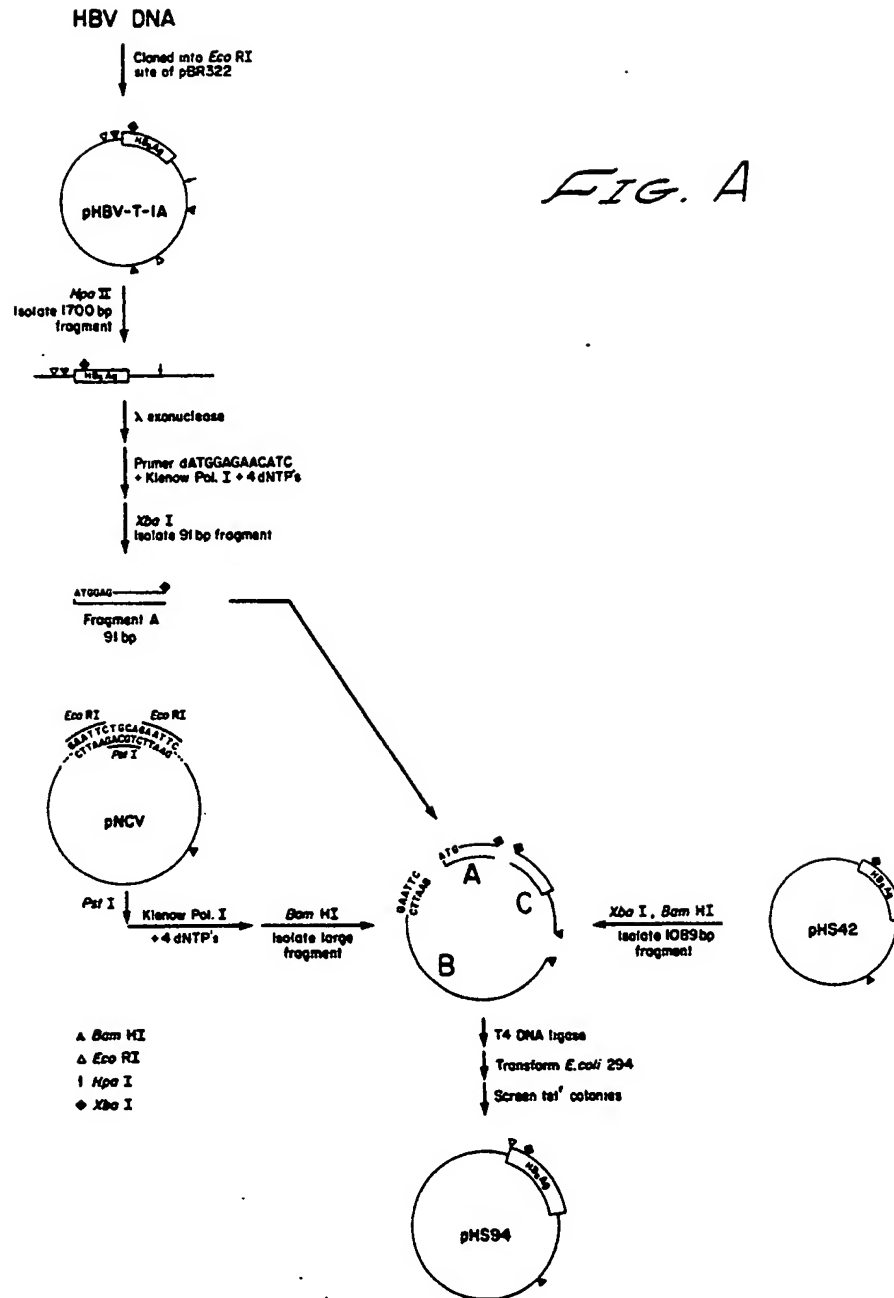 HBV DNA
Cloned into Eco RI
site of pBR322
FIG. A
HBsAg
pHBV-T-1A
Hpa II
Isolate 1700 bp
fragment
HBsAg
λ exonuclease
Primer dATGGAGAACATC
+ Klenow Pol. I + 4dNTP's
Xba I
Isolate 91 bp fragment
ATGGAG
Fragment A
91 bp
Eco RI Eco RI
GAATTCTGCAGAATTC
CTTAAGACGTCTTAAG
Pst I
pNCV
Pst I
Klenow Pol. I
+4 dNTP's
Bam HI
Isolate large
fragment
GAATTC
CTTAAG
ATG
A
C
B
Xba I, Bam HI
Isolate 1089 bp
fragment
HBsAg
pHS42
▲ Bam HI
△ Eco RI
Hpa I
◆ Xba I
T4 DNA ligase
Transform E.coli 294
Screen tetʳ colonies
HBsAg
pHS94